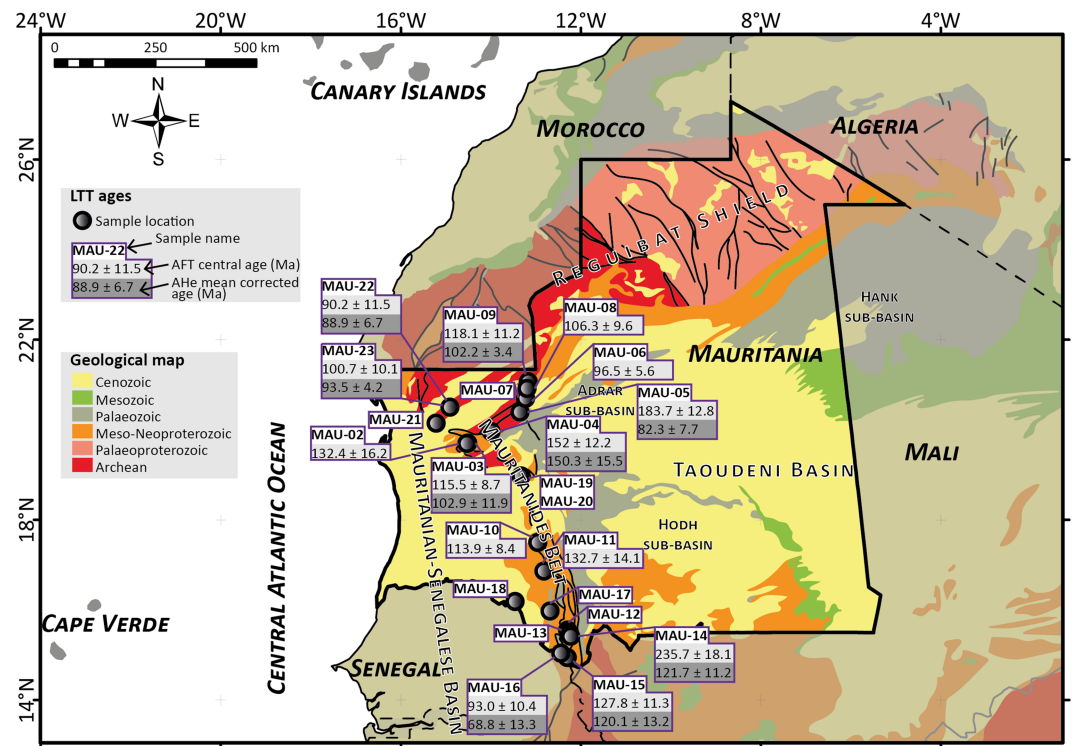 24°W 20°W 16°W 12°W 8°W 4°W
0 250 500 km
N
W E
S
CANARY ISLANDS
MOROCCO
ALGERIA
26°N
22°N
18°N
14°N
LTT ages
Sample location
Sample name
MAU-22
90.2 ± 11.5
88.9 ± 6.7
AFT central age (Ma)
AHe mean corrected
age (Ma)
REGUIBAT SHIELD
HANK
SUB-BASIN
MAU-22
90.2 ± 11.5
88.9 ± 6.7
MAU-09
118.1 ± 11.2
102.2 ± 3.4
MAU-08
106.3 ± 9.6
MAU-23
100.7 ± 10.1
93.5 ± 4.2
MAU-06
96.5 ± 5.6
MAURITANIA
Geological map
Cenozoic
Mesozoic
Palaeozoic
Meso-Neoproterozoic
Palaeoproterozoic
Archean
MAU-07
ADRAR
SUB-BASIN
MAU-05
183.7 ± 12.8
82.3 ± 7.7
MAU-21
MAU-02
132.4 ± 16.2
MAU-04
152 ± 12.2
150.3 ± 15.5
MAU-03
115.5 ± 8.7
102.9 ± 11.9
MALI
TAOUDENI BASIN
MAU-19
MAU-20
MAURITANIDES BELT
MAURITANIAN-SENEGALESE BASIN
CENTRAL ATLANTIC OCEAN
HODH
SUB-BASIN
MAU-10
113.9 ± 8.4
MAU-11
132.7 ± 14.1
MAU-18
MAU-17
MAU-12
MAU-13
MAU-14
235.7 ± 18.1
121.7 ± 11.2
CAPE VERDE
SENEGAL
MAU-16
93.0 ± 10.4
68.8 ± 13.3
MAU-15
127.8 ± 11.3
120.1 ± 13.2